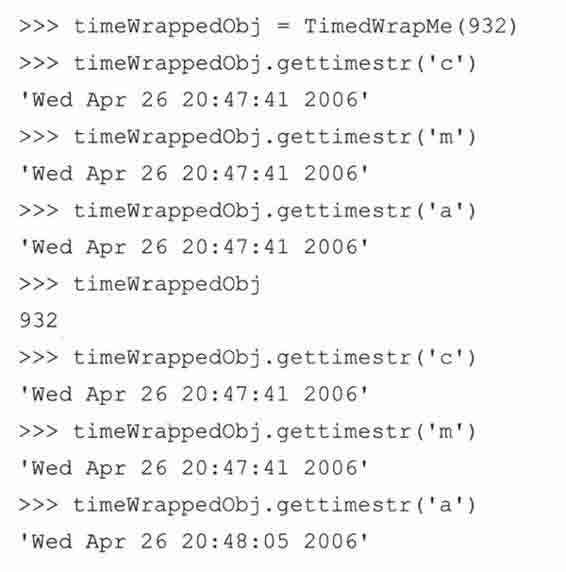 >>> timeWrappedObj = TimedWrapMe(932)
>>> timeWrappedObj.gettimestr('c')
'Wed Apr 26 20:47:41 2006'
>>> timeWrappedObj.gettimestr('m')
'Wed Apr 26 20:47:41 2006'
>>> timeWrappedObj.gettimestr('a')
'Wed Apr 26 20:47:41 2006'
>>> timeWrappedObj
932
>>> timeWrappedObj.gettimestr('c')
'Wed Apr 26 20:47:41 2006'
>>> timeWrappedObj.gettimestr('m')
'Wed Apr 26 20:47:41 2006'
>>> timeWrappedObj.gettimestr('a')
'Wed Apr 26 20:48:05 2006'